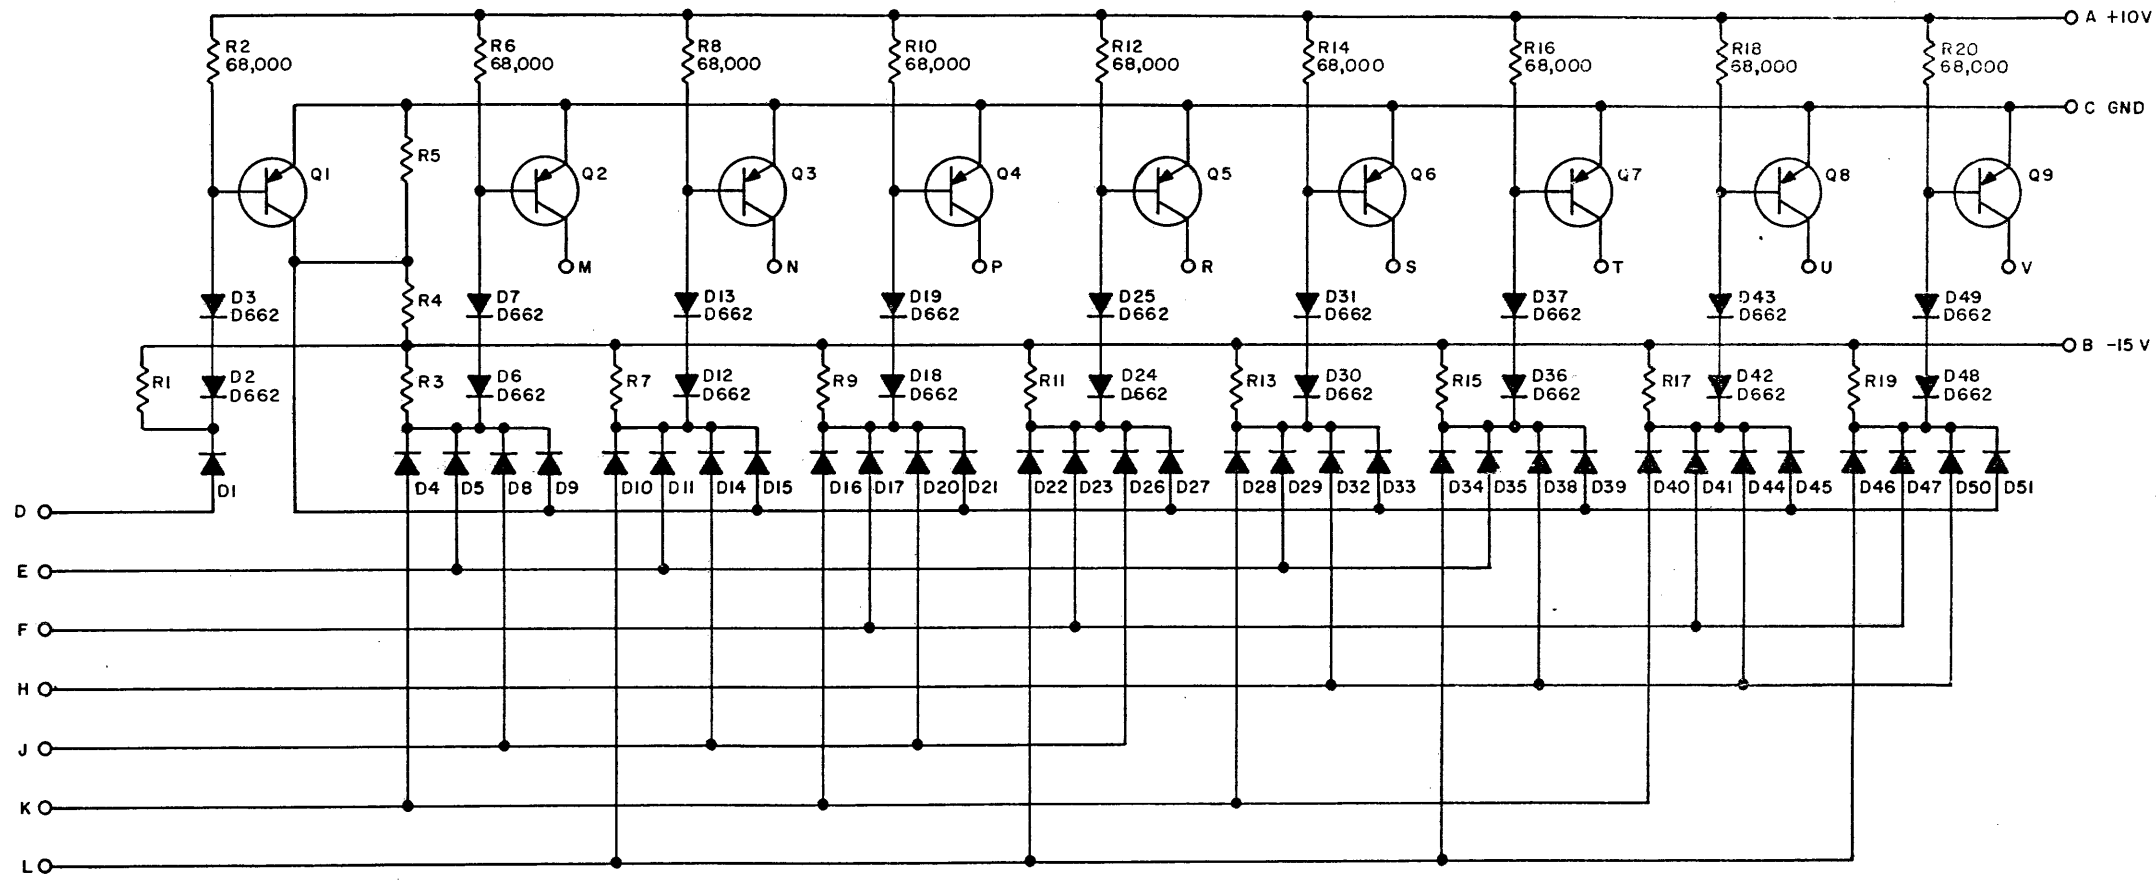 A +10V
R2
68,000
R6
68,000
R8
68,000
R10
68,000
R12
68,000
R14
68,000
R16
68,000
R18
68,000
R20
68,000
C GND
R5
Q1
Q2
Q3
Q4
Q5
Q6
Q7
Q8
Q9
M
N
P
R
S
T
U
V
R4
D3
D662
D7
D662
D13
D662
D19
D662
D25
D662
D31
D662
D37
D662
D43
D662
D49
D662
B -15 V
R1
D2
D662
R3
D6
D662
R7
D12
D662
R9
D18
D662
R11
D24
D662
R13
D30
D662
R15
D36
D662
R17
D42
D662
R19
D48
D662
D1
D4
D5
D8
D9
D10
D11
D14
D15
D16
D17
D20
D21
D22
D23
D26
D27
D28
D29
D32
D33
D34
D35
D38
D39
D40
D41
D44
D45
D46
D47
D50
D51
D
E
F
H
J
K
L